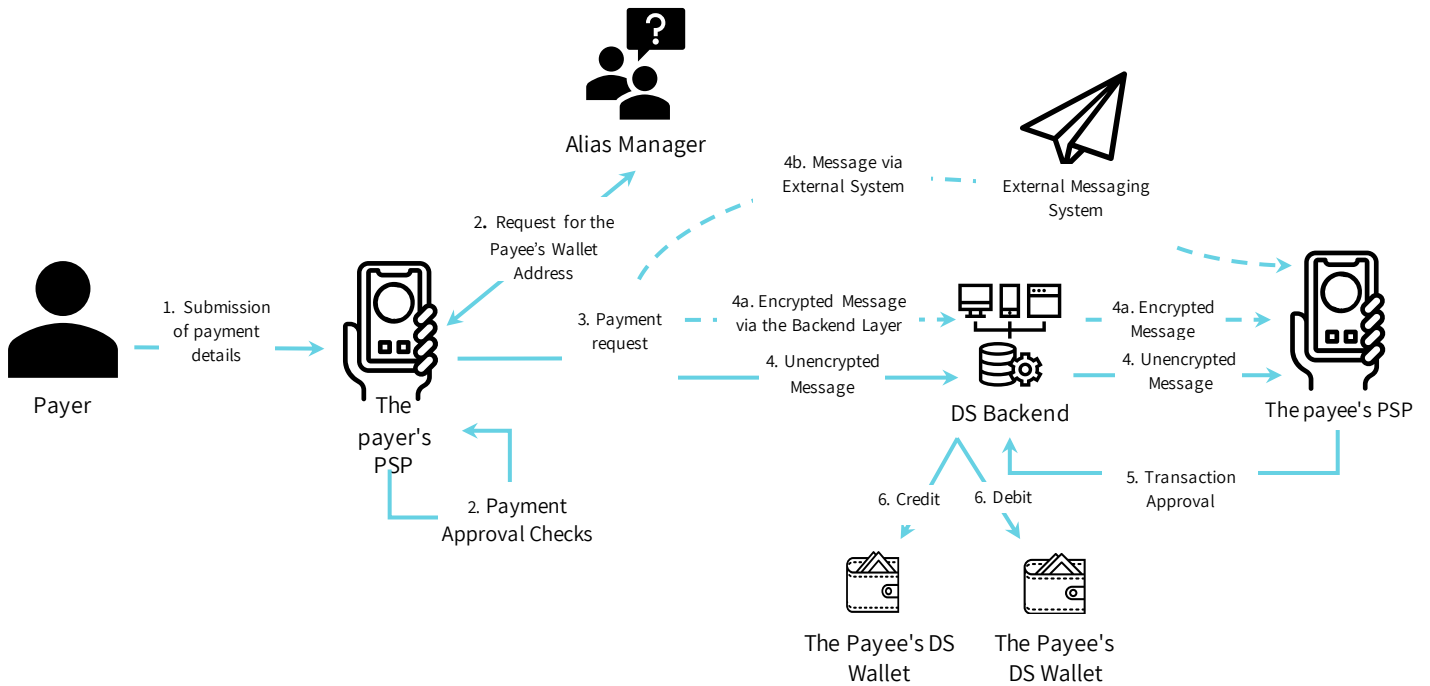 Alias Manager
4b. Message via
External System
External Messaging
System
2. Request for the
Payee's Wallet
Address
1. Submission
of payment
details
3. Payment
request
4a. Encrypted Message
via the Backend Layer
4a. Encrypted
Message
4. Unencrypted
Message
4. Unencrypted
Message
Payer
The
payer's
PSP
DS Backend
The payee's PSP
2. Payment
Approval Checks
5. Transaction
Approval
6. Credit
6. Debit
The Payee's DS
Wallet
The Payee's
DS Wallet